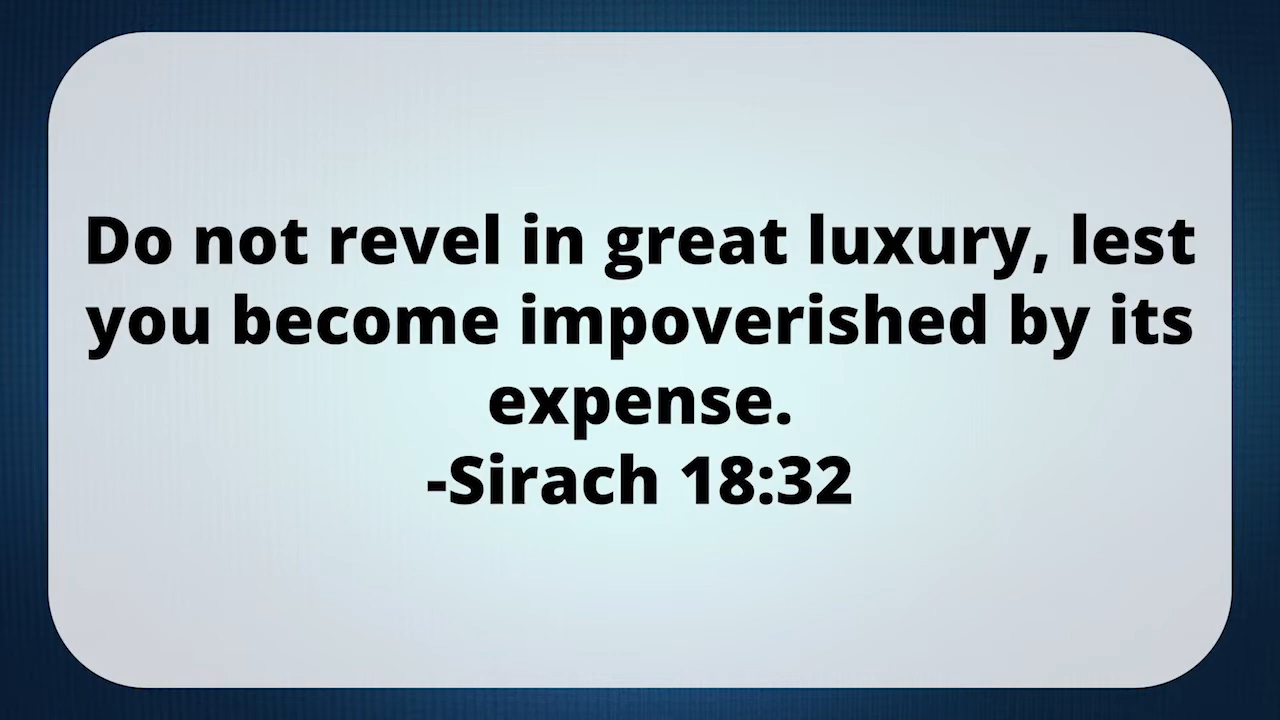 Do not revel in great luxury, lest
you become impoverished by its
expense.
-Sirach 18:32